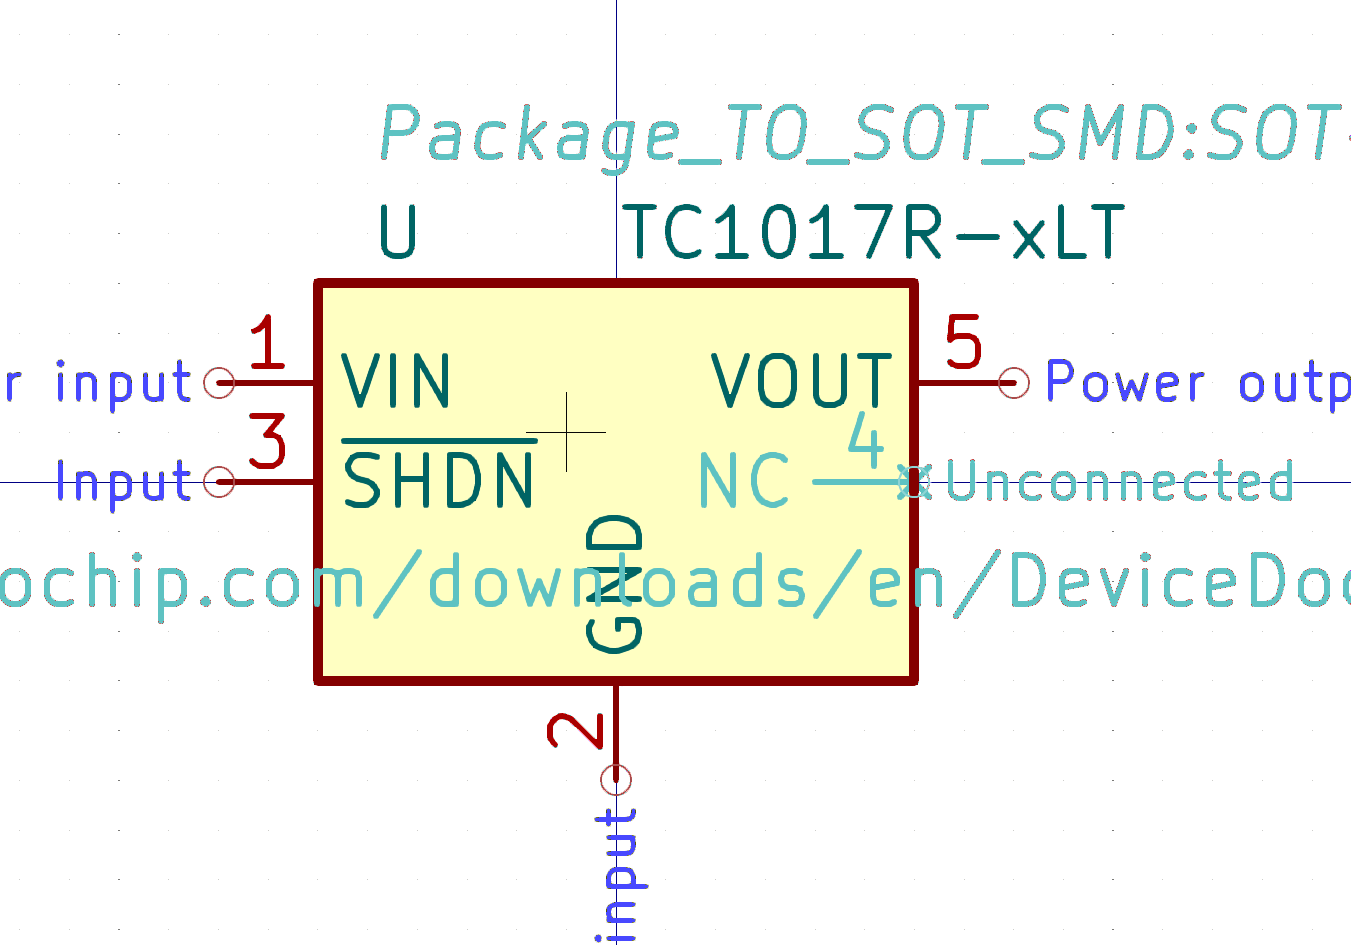 Package_TO_SOT_SMD:SOT-
U TC1017R-xLT
1 5
r input VIN VOUT Power outp
3 4
Input SHDN NC Unconnected
ochip.com/downloads/en/DeviceDoc
GND
2
input